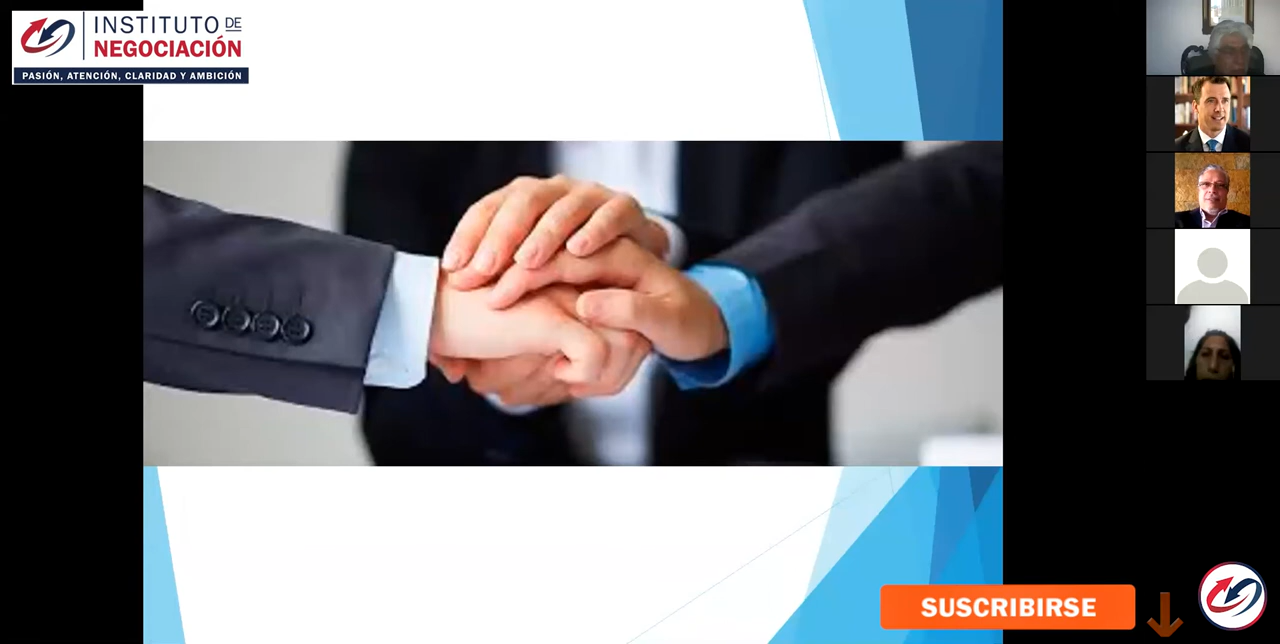 INSTITUTO DE
NEGOCIACIÓN
PASIÓN, ATENCIÓN, CLARIDAD Y AMBICIÓN
SUSCRIBIRSE